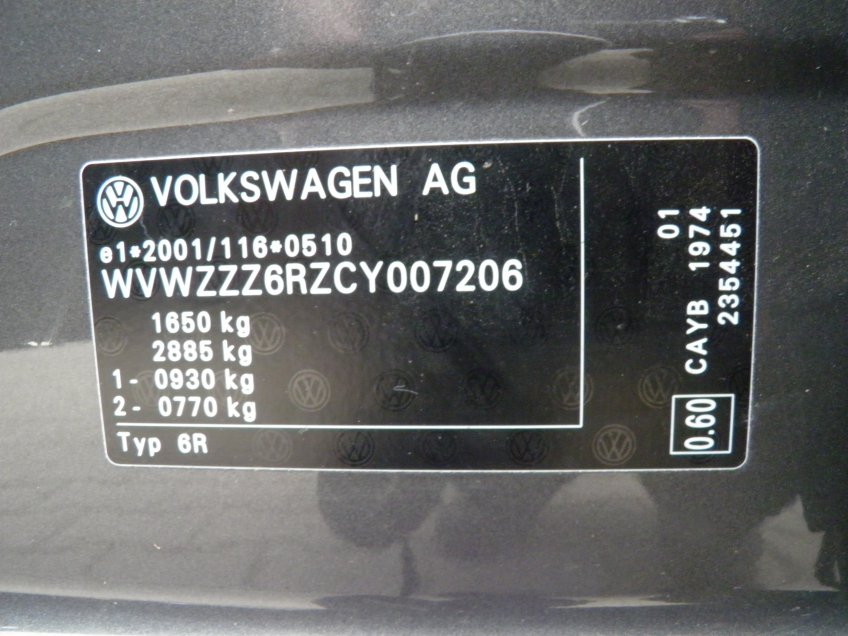 VOLKSWAGEN AG
e1*2001/116*0510
WVWZZZ6RZCY007206
1650 kg
2885 kg
1- 0930 kg
2- 0770 kg
Typ 6R
01
CAYB 1974
2354451
0.60